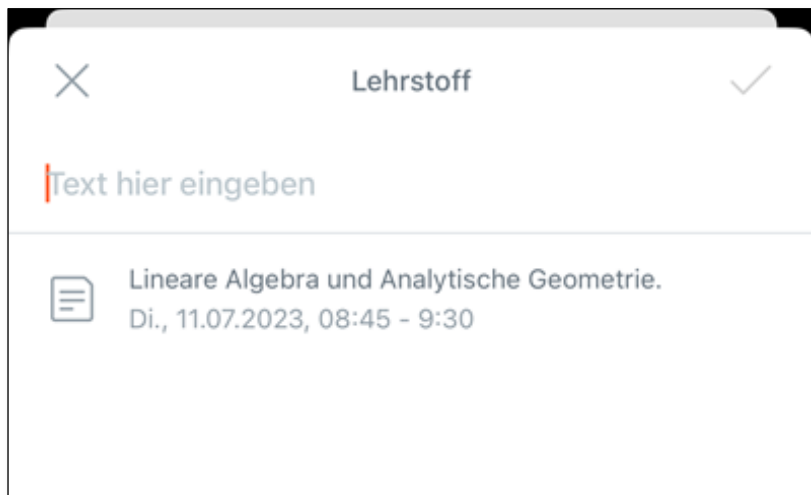 Lehrstoff
Text hier eingeben
Lineare Algebra und Analytische Geometrie.
Di., 11.07.2023, 08:45 - 9:30